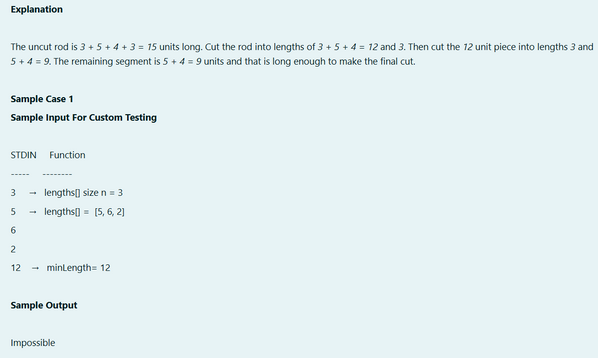 Explanation
The uncut rod is 3 + 5 + 4 + 3 = 15 units long. Cut the rod into lengths of 3 + 5 + 4 = 12 and 3. Then cut the 12 unit piece into lengths 3 and
5 + 4 = 9. The remaining segment is 5 + 4 = 9 units and that is long enough to make the final cut.
Sample Case 1
Sample Input For Custom Testing
STDIN Function
----- --------
3 → lengths[] size n = 3
5 → lengths[] = [5, 6, 2]
6
2
12 → minLength= 12
Sample Output
Impossible